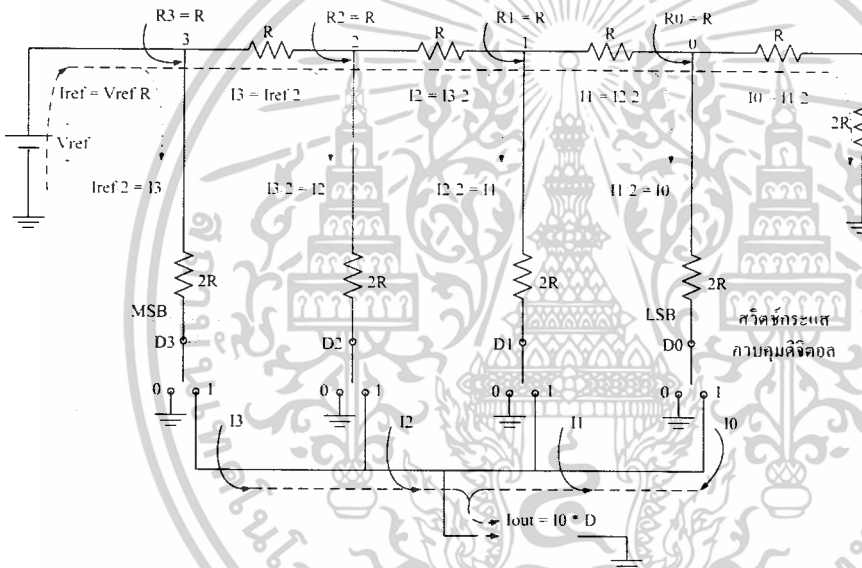 R3 = R
R2 = R
R1 = R
R0 = R
3
R
2
R
1
R
0
R
Iref = Vref R
I3 = Iref 2
I2 = I3 2
I1 = I2 2
I0 = I1 2
2R
Vref
Iref 2 = I3
I3 2 = I2
I2 2 = I1
I1 2 = I0
2R
2R
2R
2R
MSB
LSB
สวิตช์กระแส
ควบคุมดิจิตอล
D3
D2
D1
D0
0
1
0
1
0
1
0
1
I3
I2
I1
I0
Iout = I0 * D